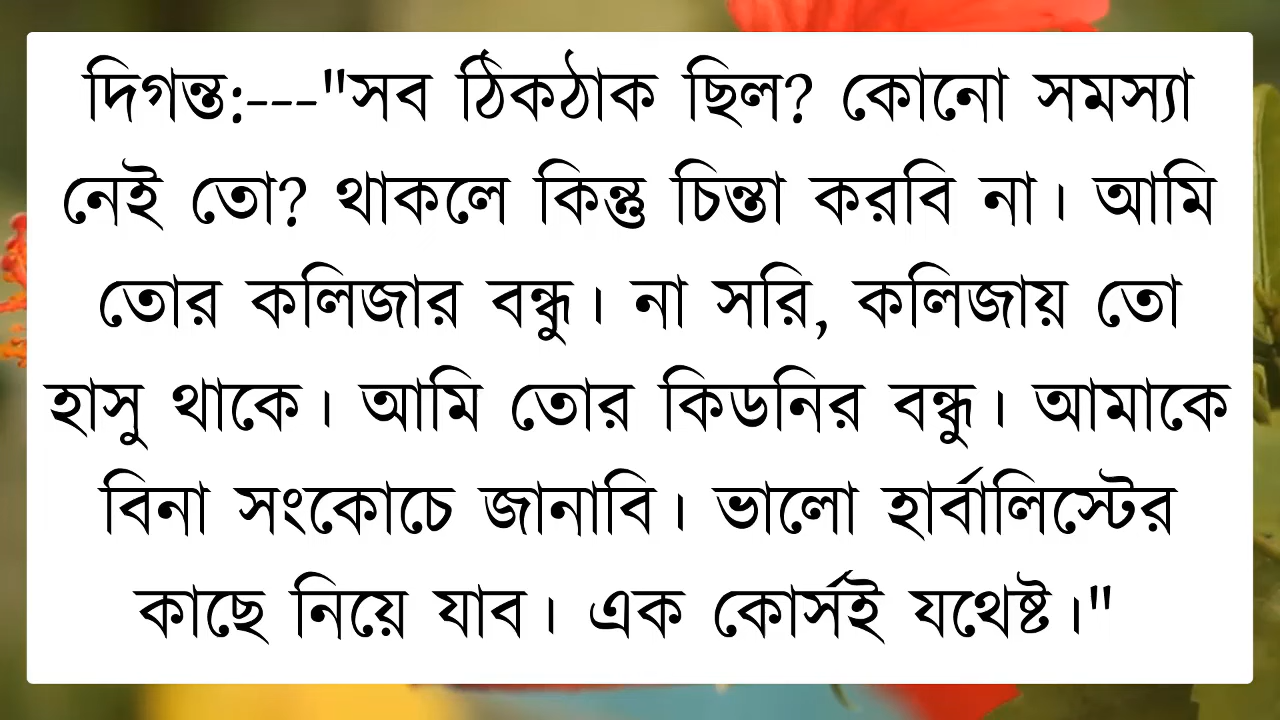 দিগন্ত:---"সব ঠিকঠাক ছিল? কোনো সমস্যা
নেই তো? থাকলে কিন্তু চিন্তা করবি না। আমি
তোর কলিজার বন্ধু। না সরি, কলিজায় তো
হাসু থাকে। আমি তোর কিডনির বন্ধু। আমাকে
বিনা সংকোচে জানাবি। ভালো হার্বালিস্টের
কাছে নিয়ে যাব। এক কোর্সই যথেষ্ট।"